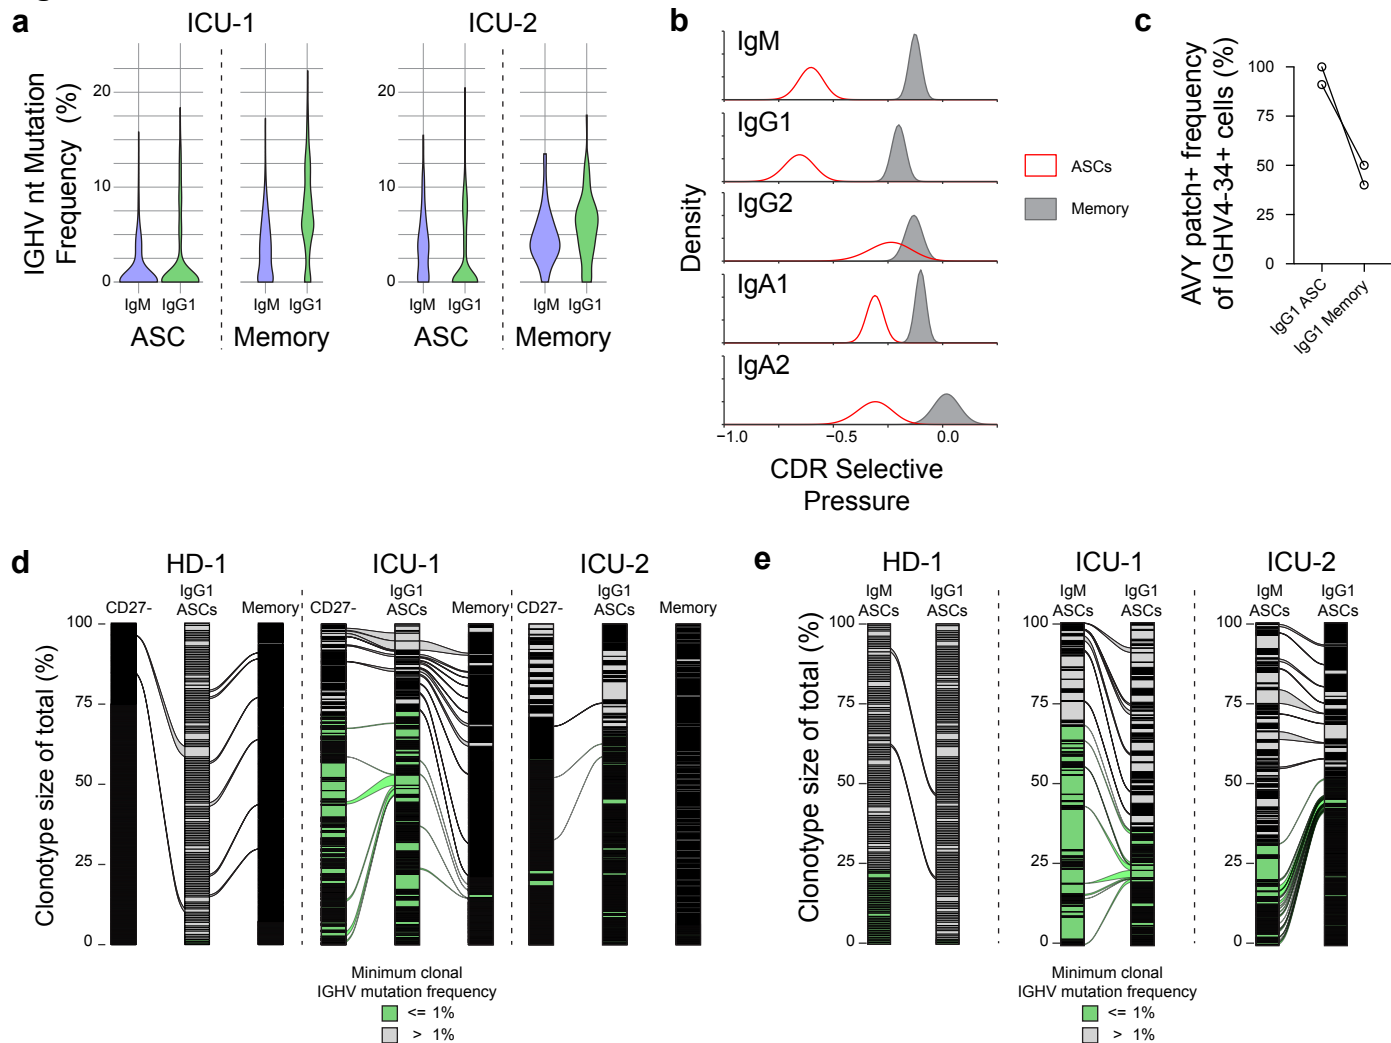 a
ICU-1
ICU-2
IGHV nt Mutation
Frequency (%)
20
10
0
20
10
0
IgM
IgG1
IgM
IgG1
IgM
IgG1
IgM
IgG1
ASC
Memory
ASC
Memory
b
IgM
IgG1
IgG2
IgA1
IgA2
Density
−1.0
−0.5
0.0
CDR Selective
Pressure
ASCs
Memory
c
AVY patch+ frequency
of IGHV4-34+ cells (%)
100
75
50
25
0
IgG1 ASC
IgG1 Memory
d
HD-1
ICU-1
ICU-2
CD27-
IgG1
ASCs
Memory
CD27-
IgG1
ASCs
Memory
CD27-
IgG1
ASCs
Memory
Clonotype size of total (%)
100
75
50
25
0
Minimum clonal
IGHV mutation frequency
<= 1%
> 1%
e
HD-1
ICU-1
ICU-2
IgM
ASCs
IgG1
ASCs
IgM
ASCs
IgG1
ASCs
IgM
ASCs
IgG1
ASCs
Clonotype size of total (%)
100
75
50
25
0
100
75
50
25
0
100
75
50
25
0
Minimum clonal
IGHV mutation frequency
<= 1%
> 1%